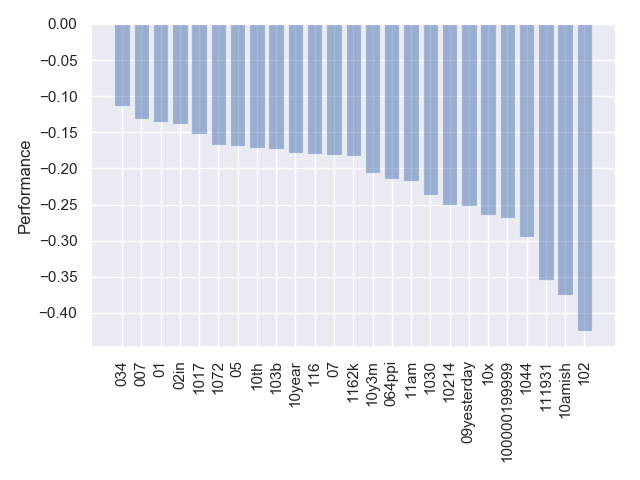 0.00
−0.05
−0.10
−0.15
−0.20
−0.25
−0.30
−0.35
−0.40
Performance
034
007
01
02in
1017
1072
05
10th
103b
10year
116
07
1162k
10y3m
064ppi
11am
1030
10214
09yesterday
10x
100000199999
1044
111931
10amish
102